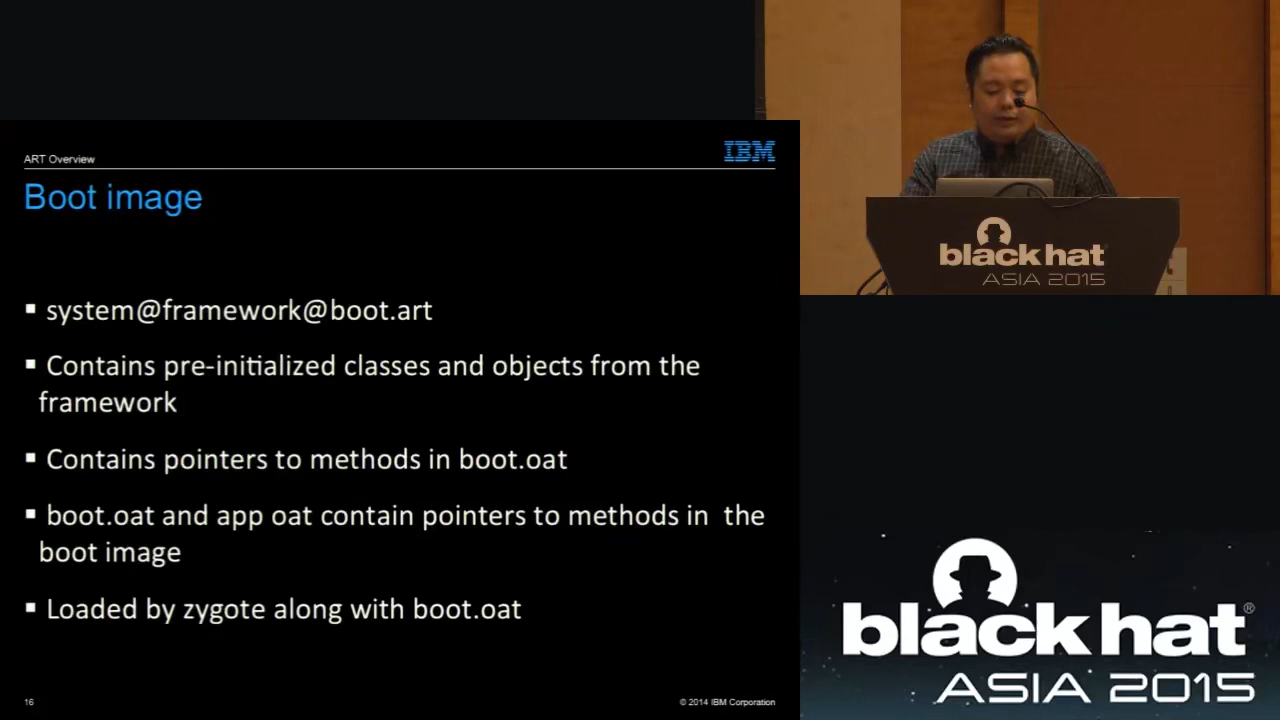 ART Overview
IBM
Boot image
▪ system@framework@boot.art
▪ Contains pre-initialized classes and objects from the
framework
▪ Contains pointers to methods in boot.oat
▪ boot.oat and app oat contain pointers to methods in the
boot image
▪ Loaded by zygote along with boot.oat
16
© 2014 IBM Corporation
black hat
ASIA 2015
black hat®
ASIA 2015